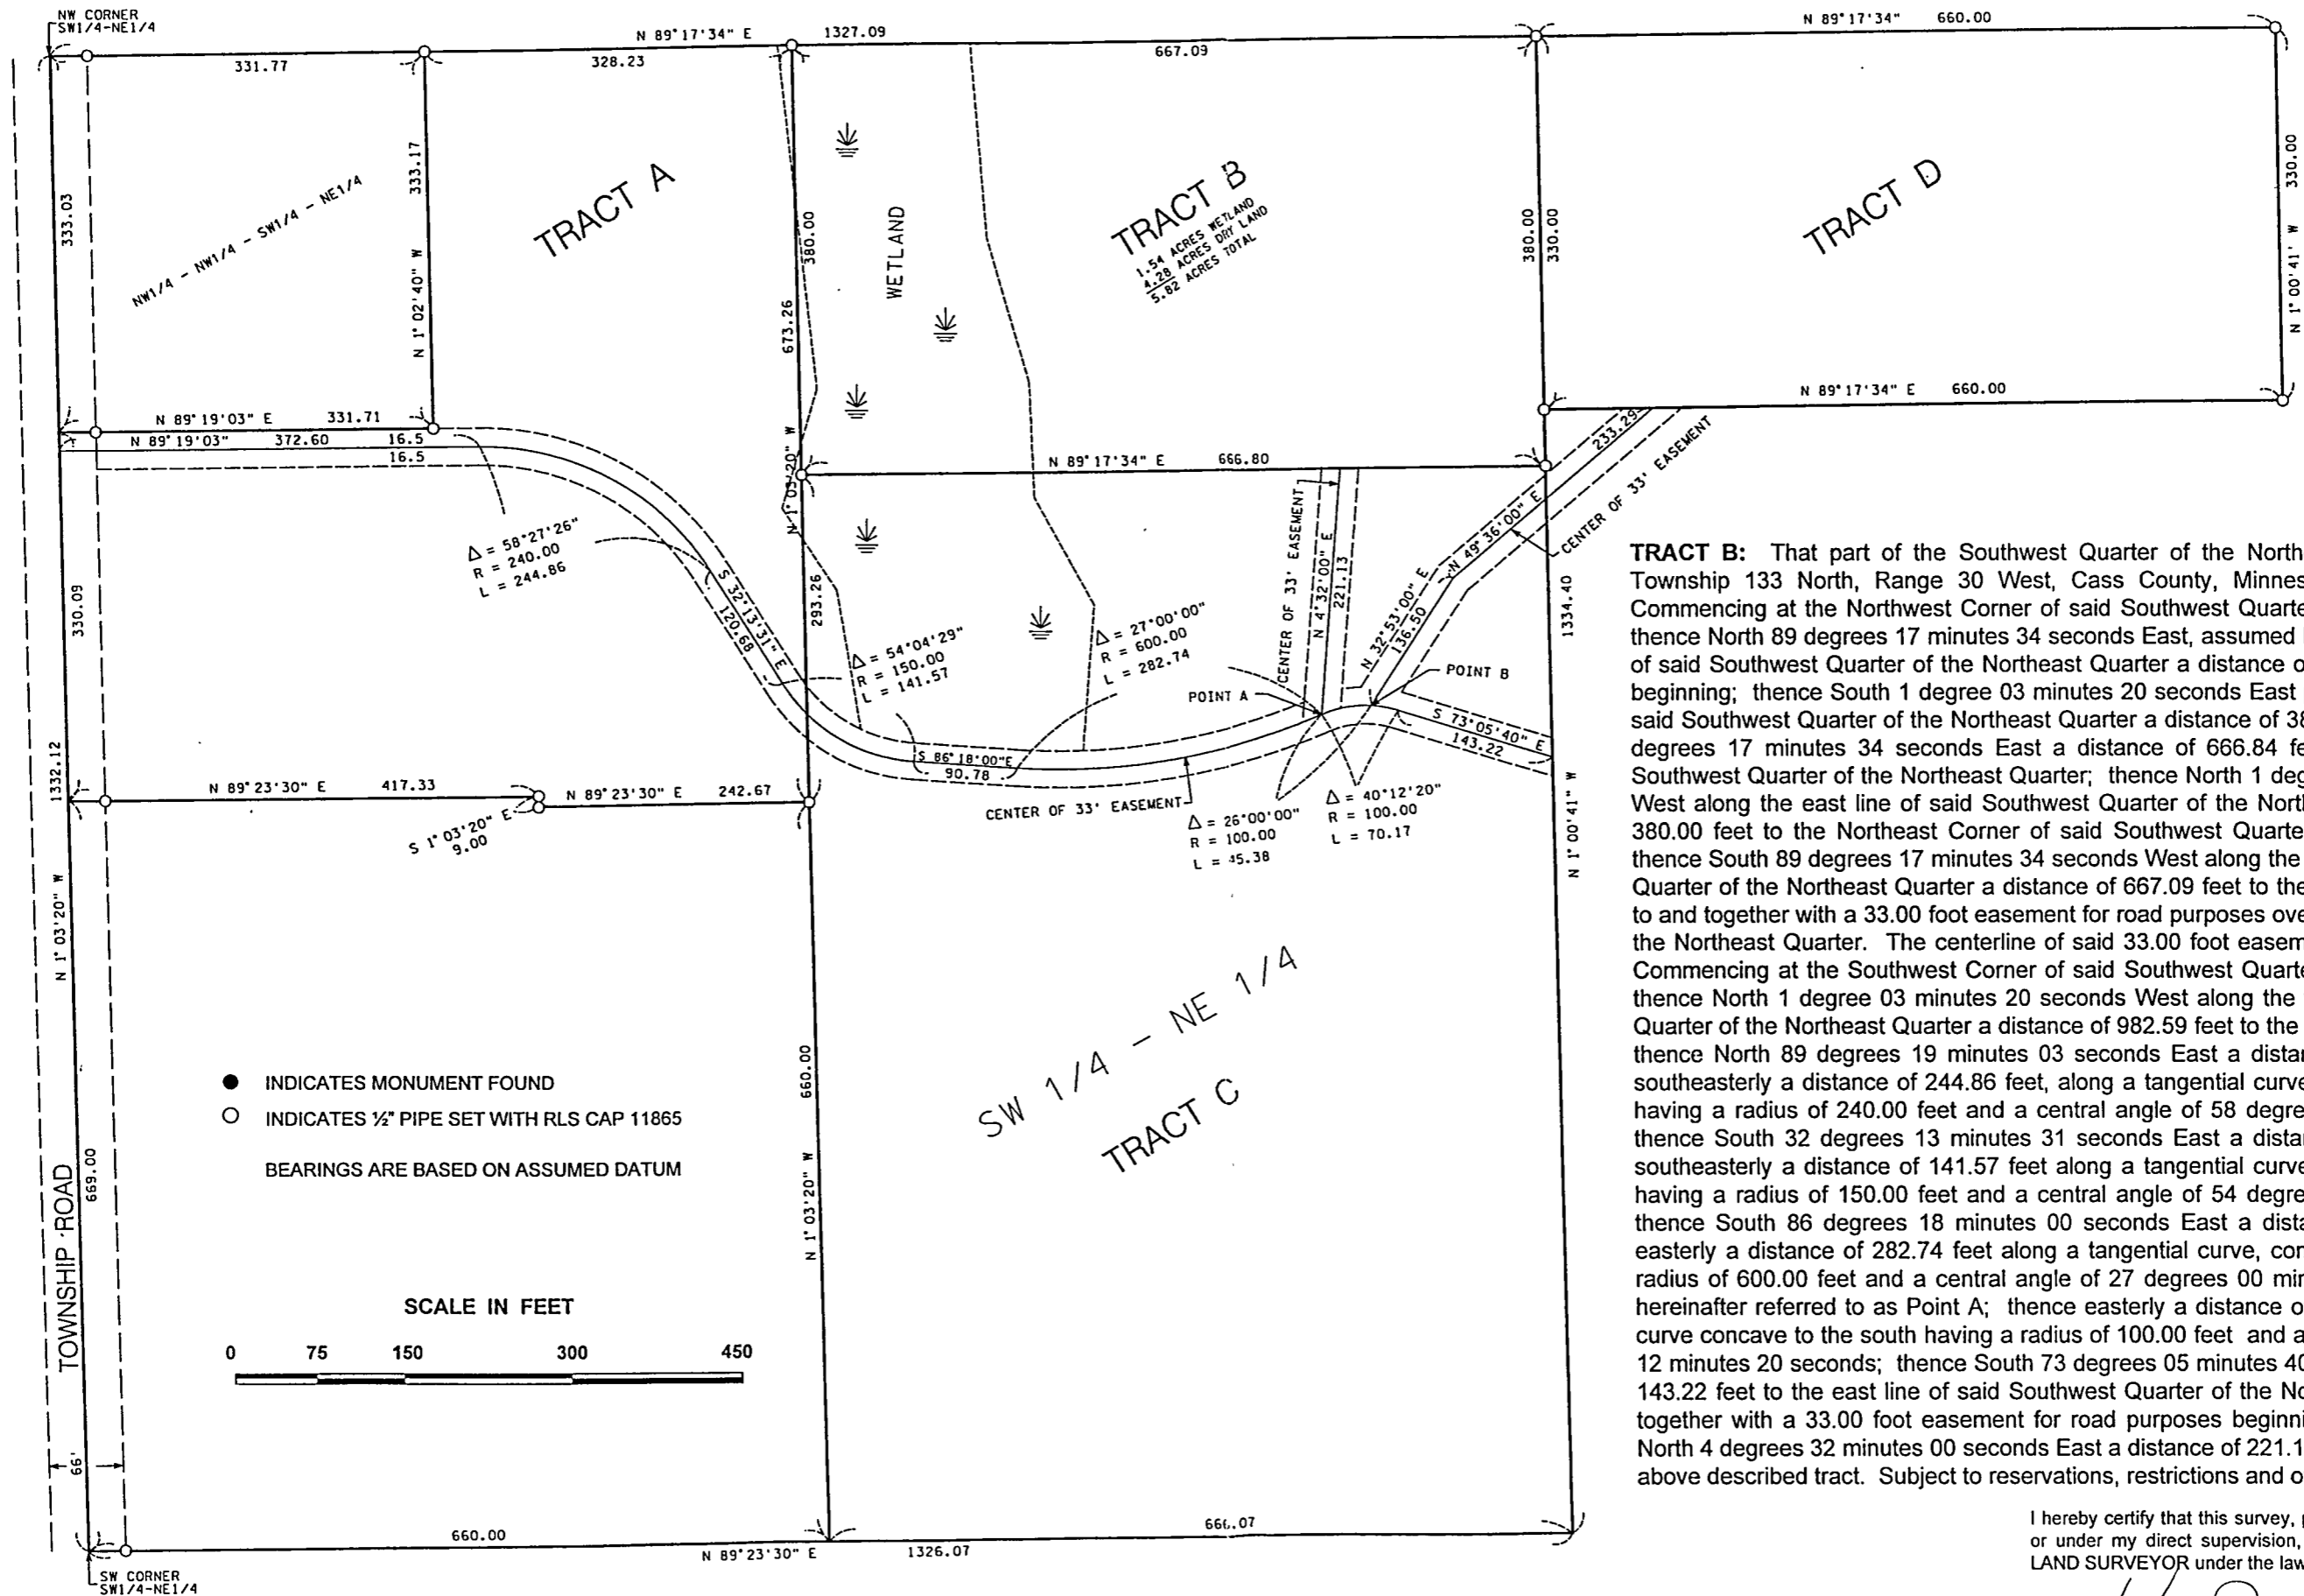 NW CORNER
SW1/4-NE1/4
N 89°17'34" E 1327.09
N 89°17'34" 660.00
331.77
328.23
667.09
333.03
NW1/4 - NW1/4 - SW1/4 - NE1/4
333.17
N 1°02'40" W
TRACT A
380.00
673.26
WETLAND
TRACT B
1.54 ACRES WETLAND
4.28 ACRES DRY LAND
5.82 ACRES TOTAL
380.00
330.00
TRACT D
330.00
N 1°00'41" W
N 89°17'34" E 660.00
N 89°19'03" E 331.71
N 89°19'03" 372.60 16.5
16.5
N 1°03'20" W
N 89°17'34" E 666.80
233.29
CENTER OF 33' EASEMENT
N 49°36'00" E
Δ = 58°27'26"
R = 240.00
L = 244.86
S 32°13'31" E
120.68
330.09
293.26
Δ = 54°04'29"
R = 150.00
L = 141.57
Δ = 27°00'00"
R = 600.00
L = 282.74
CENTER OF 33' EASEMENT
N 4°32'00" E
221.13
N 32°53'00" E
136.50
1334.40
POINT A
POINT B
S 73°05'40" E
143.22
S 86°18'00"E
90.78
CENTER OF 33' EASEMENT
Δ = 26°00'00"
R = 100.00
L = 45.38
Δ = 40°12'20"
R = 100.00
L = 70.17
1332.12
N 89°23'30" E 417.33
N 89°23'30" E 242.67
S 1°03'20" E
9.00
N 1°00'41" W
N 1°03'20" W
SW 1/4 - NE 1/4
TRACT C
660.00
N 1°03'20" W
INDICATES MONUMENT FOUND
INDICATES ½" PIPE SET WITH RLS CAP 11865
BEARINGS ARE BASED ON ASSUMED DATUM
TOWNSHIP ROAD
669.00
SCALE IN FEET
0 75 150 300 450
66'
660.00
666.07
N 89°23'30" E 1326.07
SW CORNER
SW1/4-NE1/4
TRACT B: That part of the Southwest Quarter of the North
Township 133 North, Range 30 West, Cass County, Minnes
Commencing at the Northwest Corner of said Southwest Quarte
thence North 89 degrees 17 minutes 34 seconds East, assumed
of said Southwest Quarter of the Northeast Quarter a distance o
beginning; thence South 1 degree 03 minutes 20 seconds East
said Southwest Quarter of the Northeast Quarter a distance of 38
degrees 17 minutes 34 seconds East a distance of 666.84 fe
Southwest Quarter of the Northeast Quarter; thence North 1 deg
West along the east line of said Southwest Quarter of the North
380.00 feet to the Northeast Corner of said Southwest Quarte
thence South 89 degrees 17 minutes 34 seconds West along the
Quarter of the Northeast Quarter a distance of 667.09 feet to the
to and together with a 33.00 foot easement for road purposes ove
the Northeast Quarter. The centerline of said 33.00 foot easem
Commencing at the Southwest Corner of said Southwest Quarte
thence North 1 degree 03 minutes 20 seconds West along the
Quarter of the Northeast Quarter a distance of 982.59 feet to the
thence North 89 degrees 19 minutes 03 seconds East a distan
southeasterly a distance of 244.86 feet, along a tangential curve
having a radius of 240.00 feet and a central angle of 58 degre
thence South 32 degrees 13 minutes 31 seconds East a distan
southeasterly a distance of 141.57 feet along a tangential curve
having a radius of 150.00 feet and a central angle of 54 degre
thence South 86 degrees 18 minutes 00 seconds East a dista
easterly a distance of 282.74 feet along a tangential curve, con
radius of 600.00 feet and a central angle of 27 degrees 00 min
hereinafter referred to as Point A; thence easterly a distance o
curve concave to the south having a radius of 100.00 feet and a
12 minutes 20 seconds; thence South 73 degrees 05 minutes 40
143.22 feet to the east line of said Southwest Quarter of the No
together with a 33.00 foot easement for road purposes beginni
North 4 degrees 32 minutes 00 seconds East a distance of 221.1
above described tract. Subject to reservations, restrictions and o
I hereby certify that this survey, p
or under my direct supervision,
LAND SURVEYOR under the law